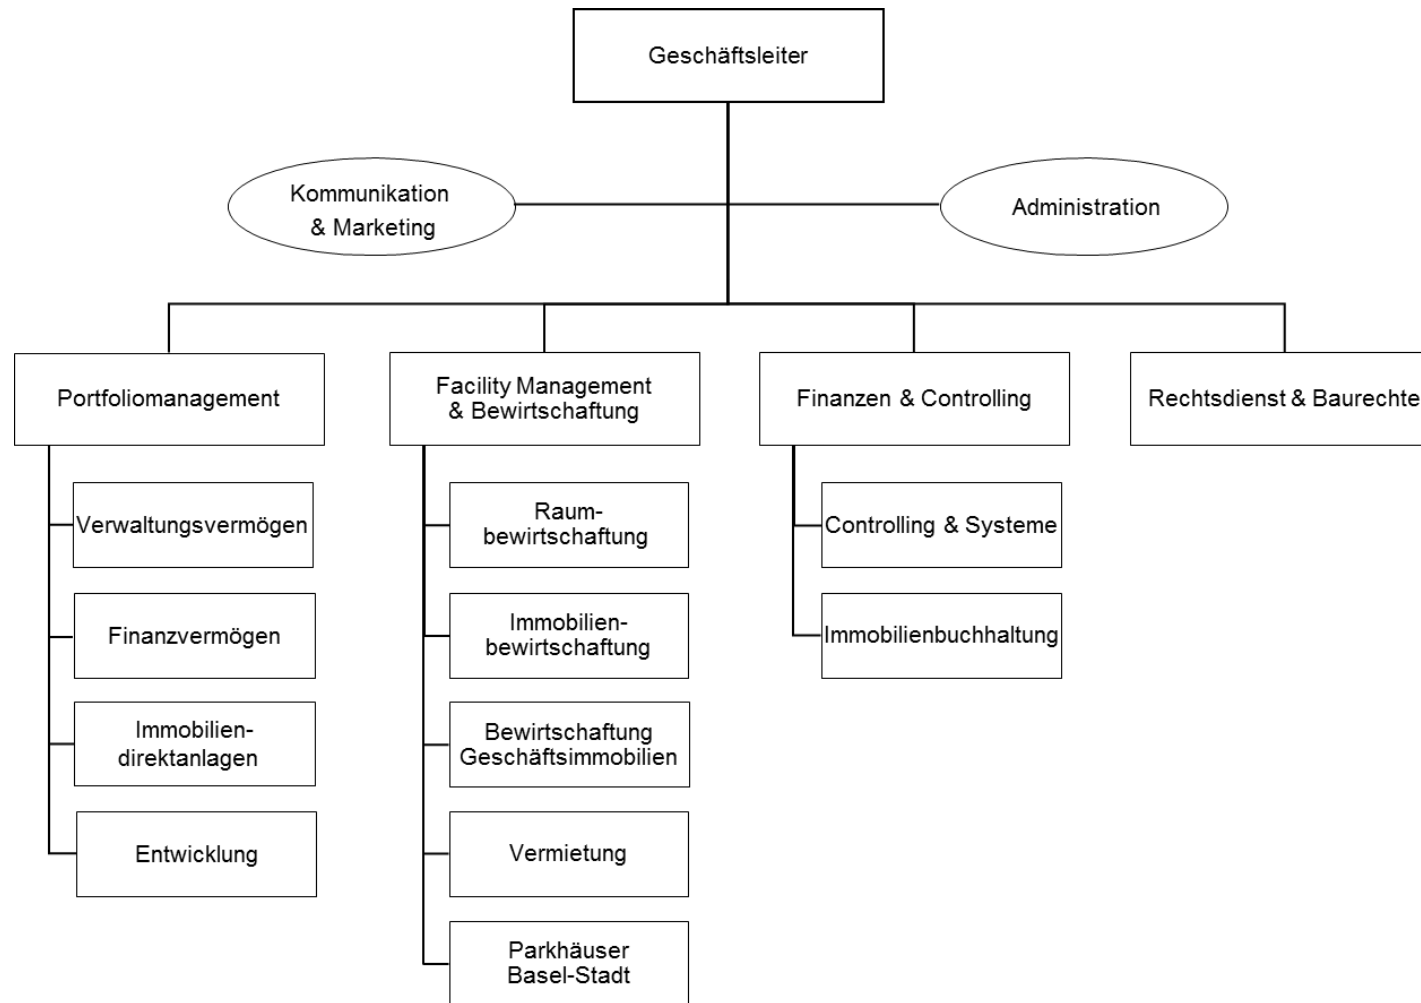 Geschäftsleiter
Kommunikation
& Marketing
Administration
Portfoliomanagement
Facility Management
& Bewirtschaftung
Finanzen & Controlling
Rechtsdienst & Baurechte
Verwaltungsvermögen
Raum-
bewirtschaftung
Controlling & Systeme
Finanzvermögen
Immobilien-
bewirtschaftung
Immobilienbuchhaltung
Immobilien-
direktanlagen
Bewirtschaftung
Geschäftsimmobilien
Entwicklung
Vermietung
Parkhäuser
Basel-Stadt